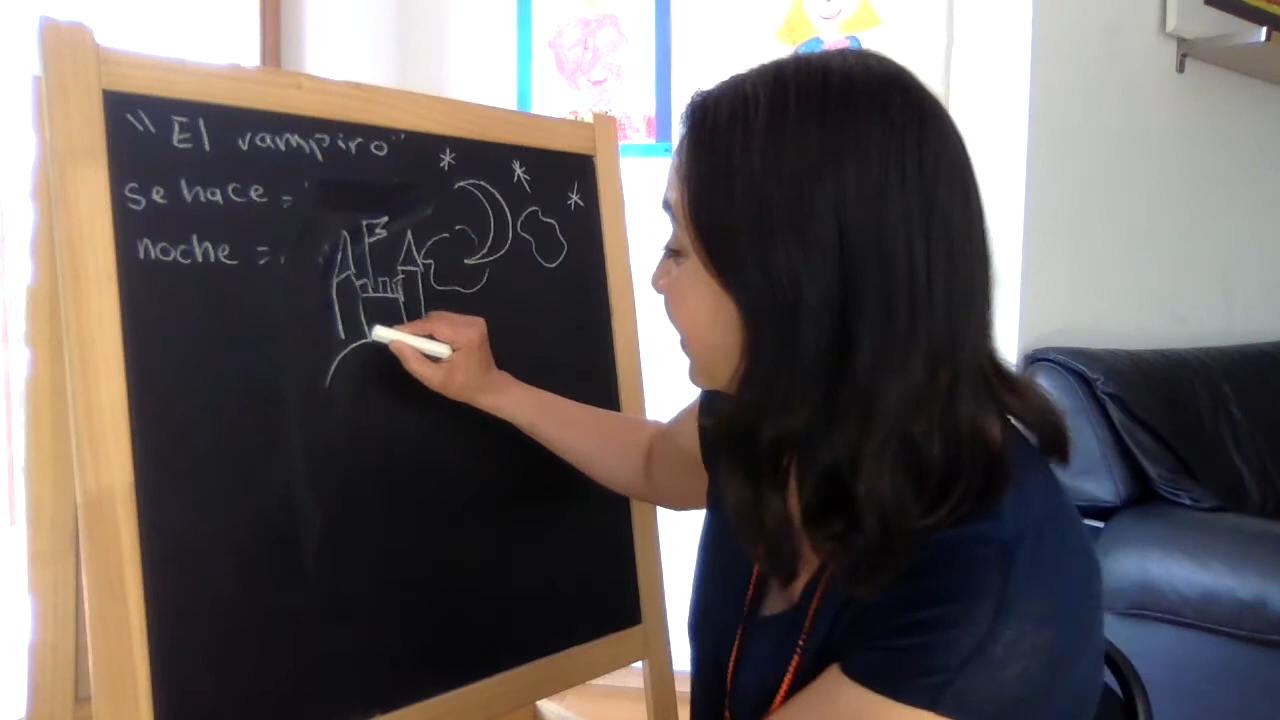 "El vampiro"
se hace =
noche =